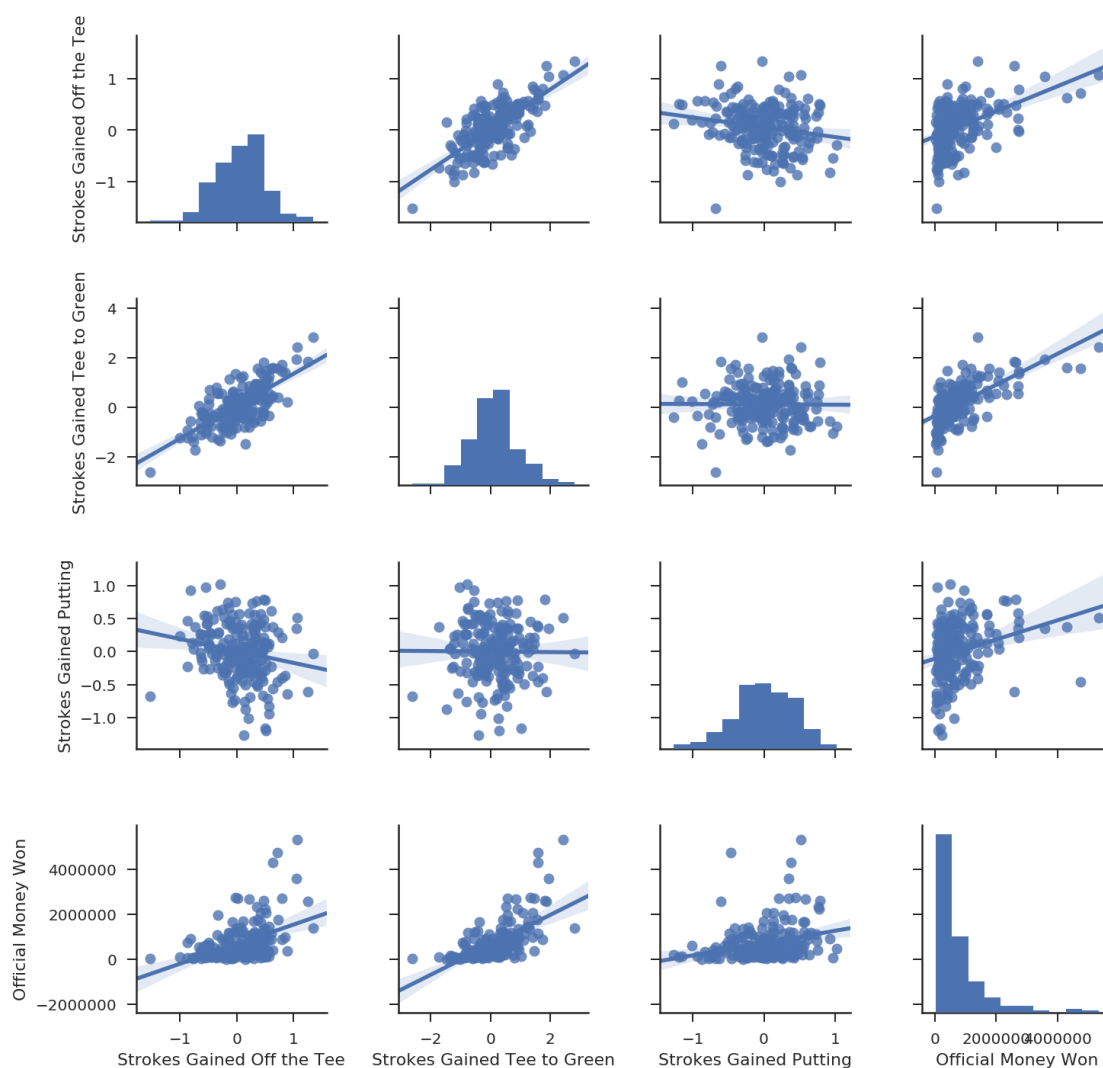 Strokes Gained Off the Tee
1
0
−1
Strokes Gained Tee to Green
4
2
0
−2
Strokes Gained Putting
1.0
0.5
0.0
−0.5
−1.0
Official Money Won
4000000
2000000
0
−2000000
−1 0 1
Strokes Gained Off the Tee
−2 0 2
Strokes Gained Tee to Green
−1 0 1
Strokes Gained Putting
0 2000000 4000000
Official Money Won